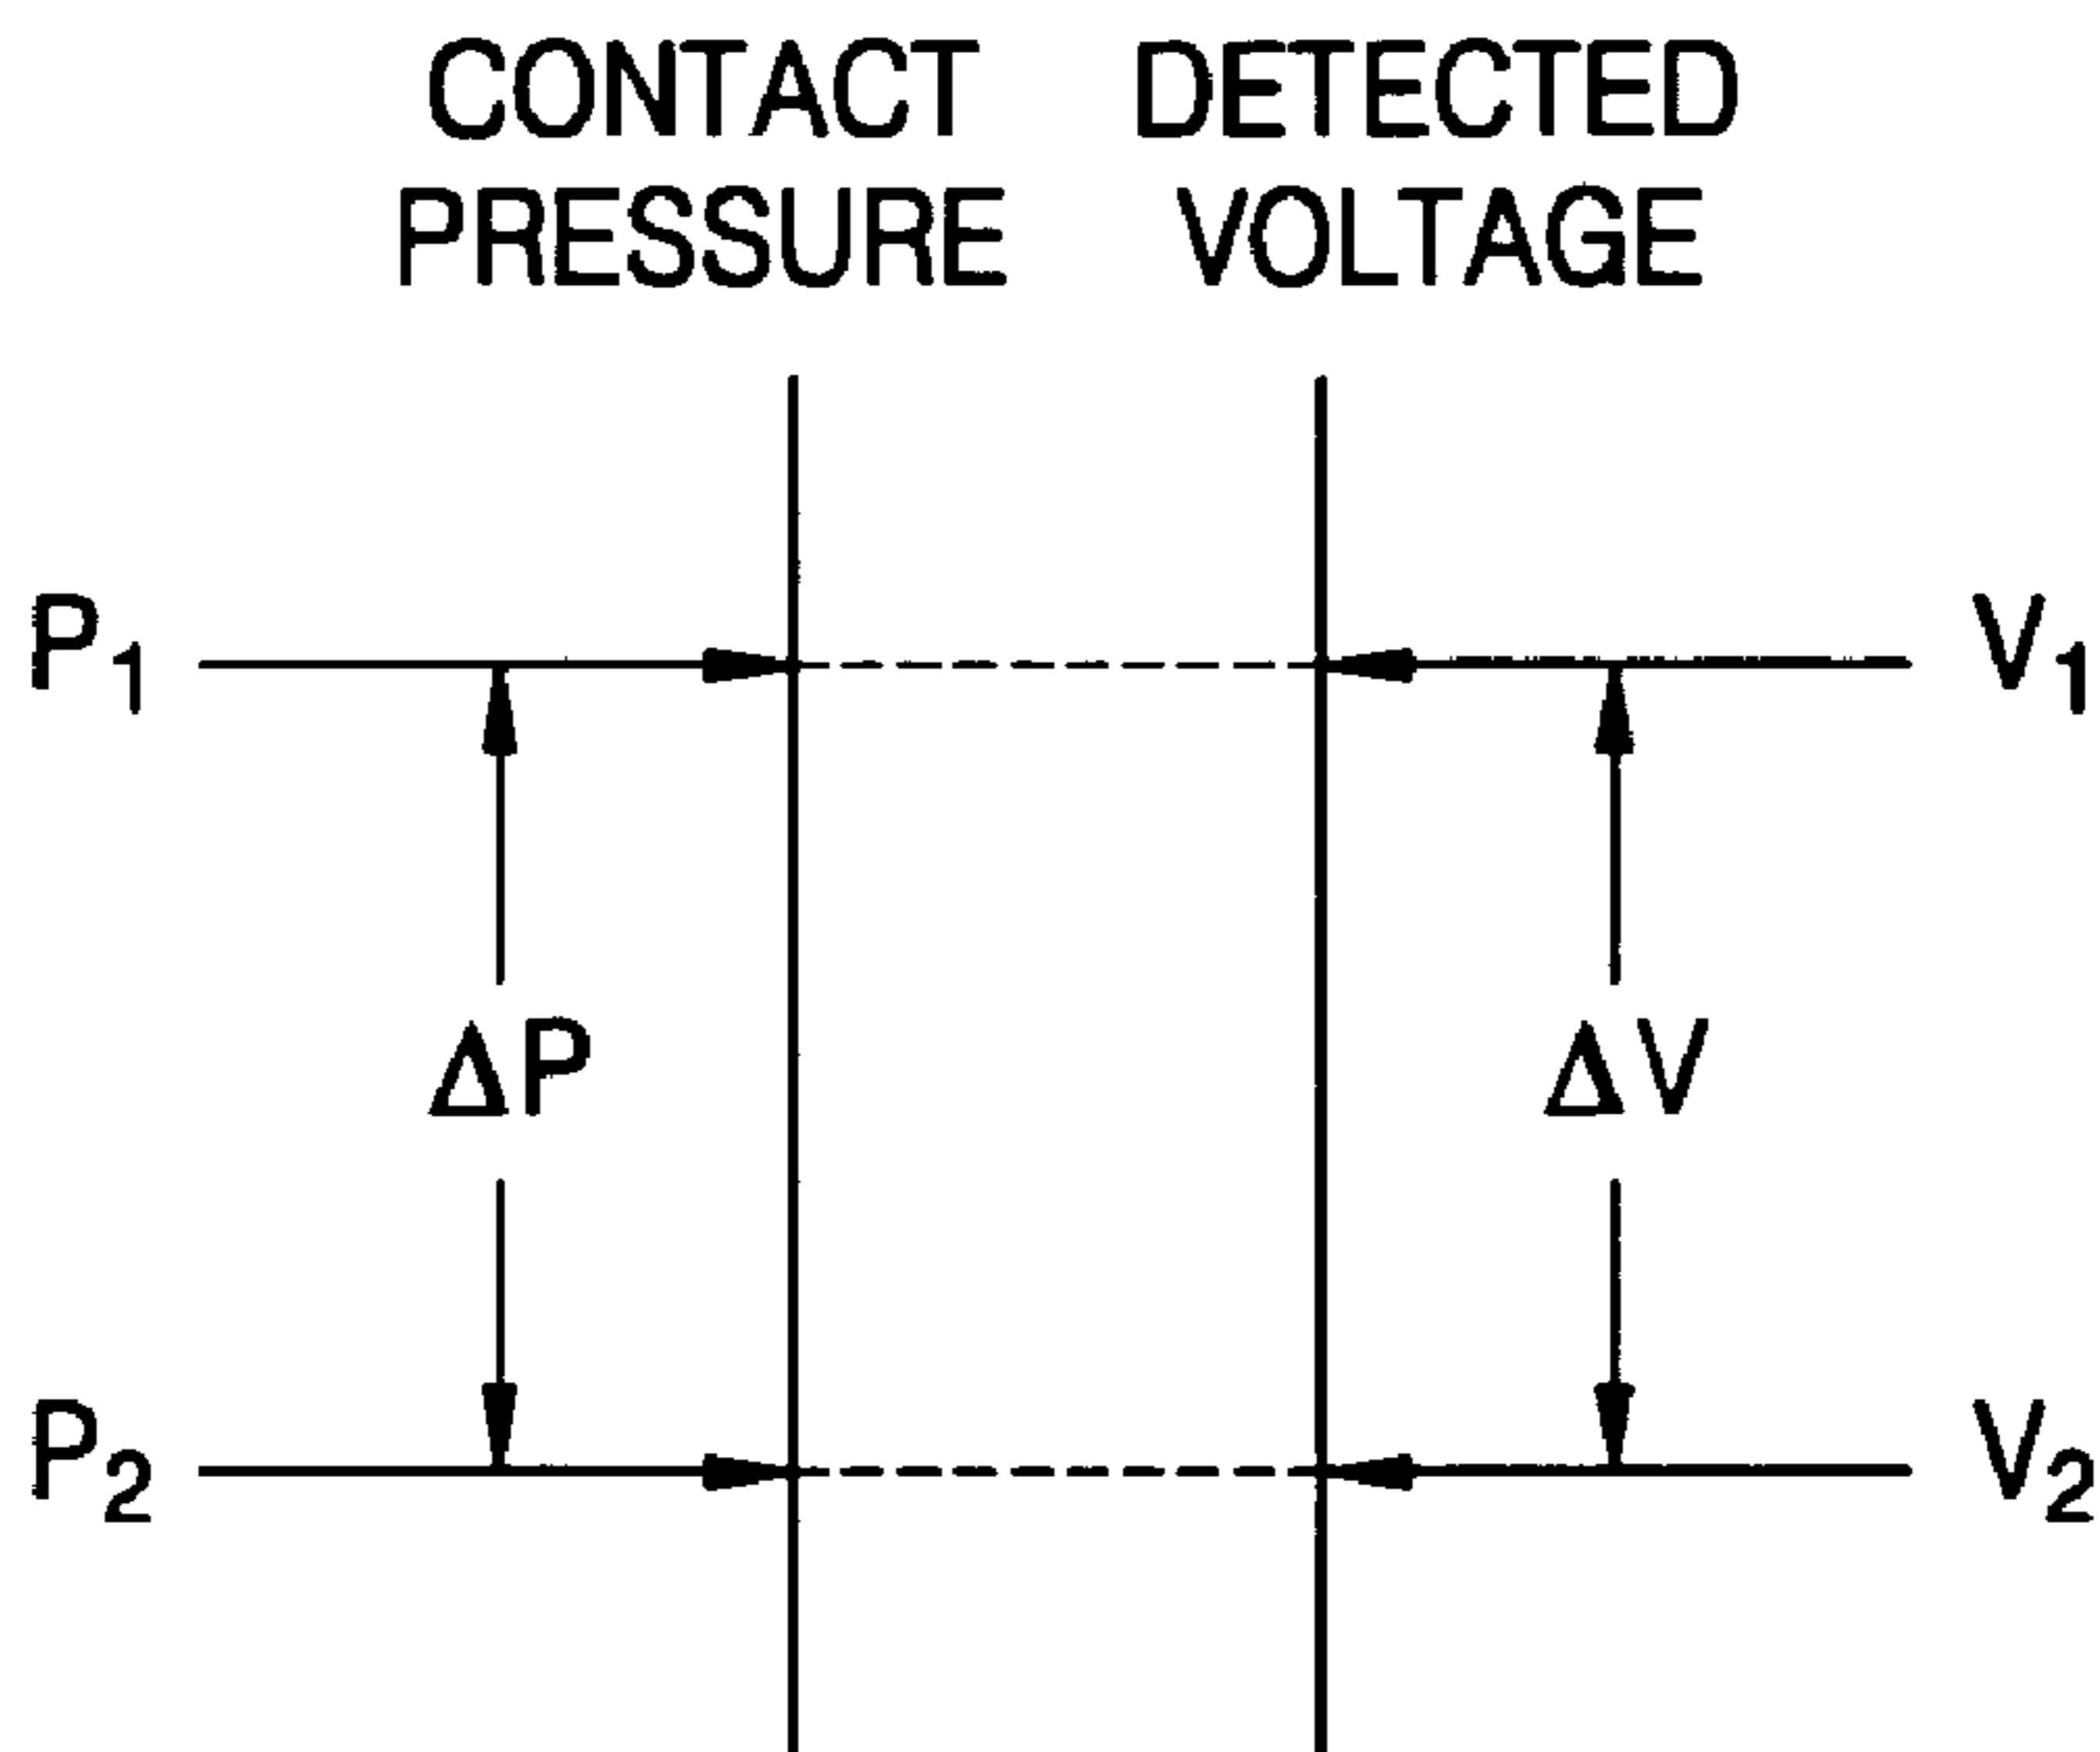 CONTACT DETECTED
PRESSURE VOLTAGE
P1 V1
ΔP ΔV
P2 V2